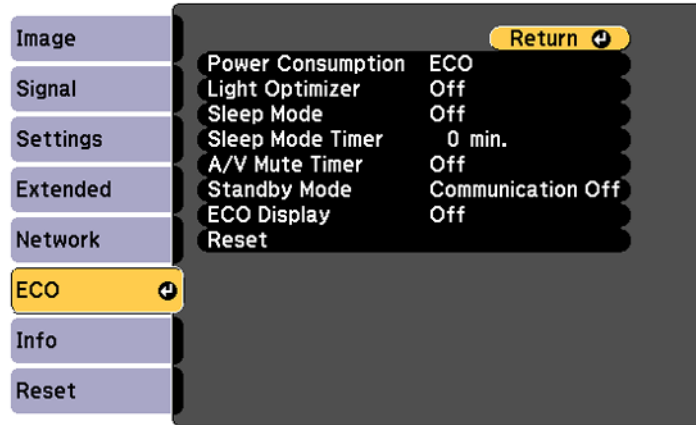 Image
Signal
Settings
Extended
Network
ECO
Info
Reset
Return
Power Consumption ECO
Light Optimizer Off
Sleep Mode Off
Sleep Mode Timer 0 min.
A/V Mute Timer Off
Standby Mode Communication Off
ECO Display Off
Reset